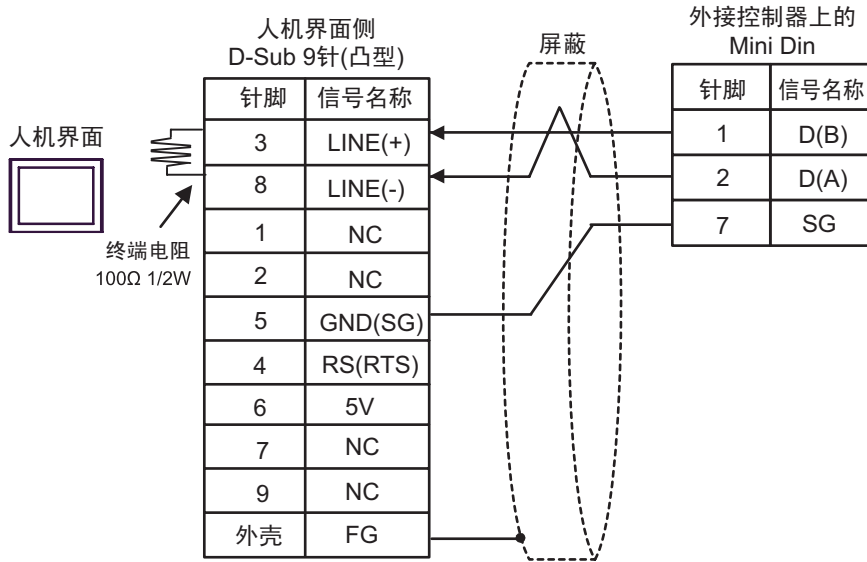 人机界面侧
D-Sub 9针(凸型)
屏蔽
外接控制器上的
Mini Din
人机界面
终端电阻
100Ω 1/2W
针脚 信号名称
3 LINE(+)
8 LINE(-)
1 NC
2 NC
5 GND(SG)
4 RS(RTS)
6 5V
7 NC
9 NC
外壳 FG
针脚 信号名称
1 D(B)
2 D(A)
7 SG